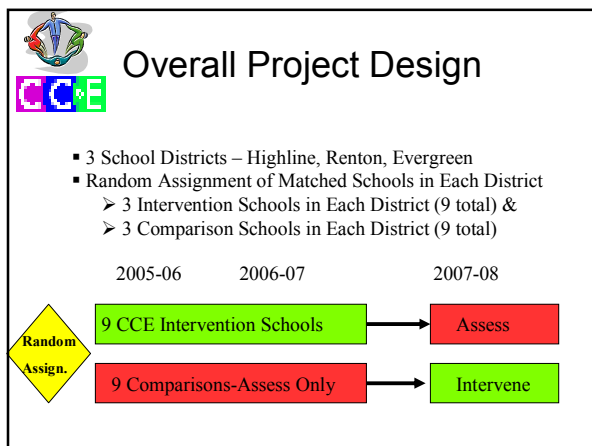 Overall Project Design
CC&E
▪ 3 School Districts – Highline, Renton, Evergreen
▪ Random Assignment of Matched Schools in Each District
➢ 3 Intervention Schools in Each District (9 total) &
➢ 3 Comparison Schools in Each District (9 total)
2005-06 2006-07 2007-08
Random
Assign.
9 CCE Intervention Schools Assess
9 Comparisons-Assess Only Intervene